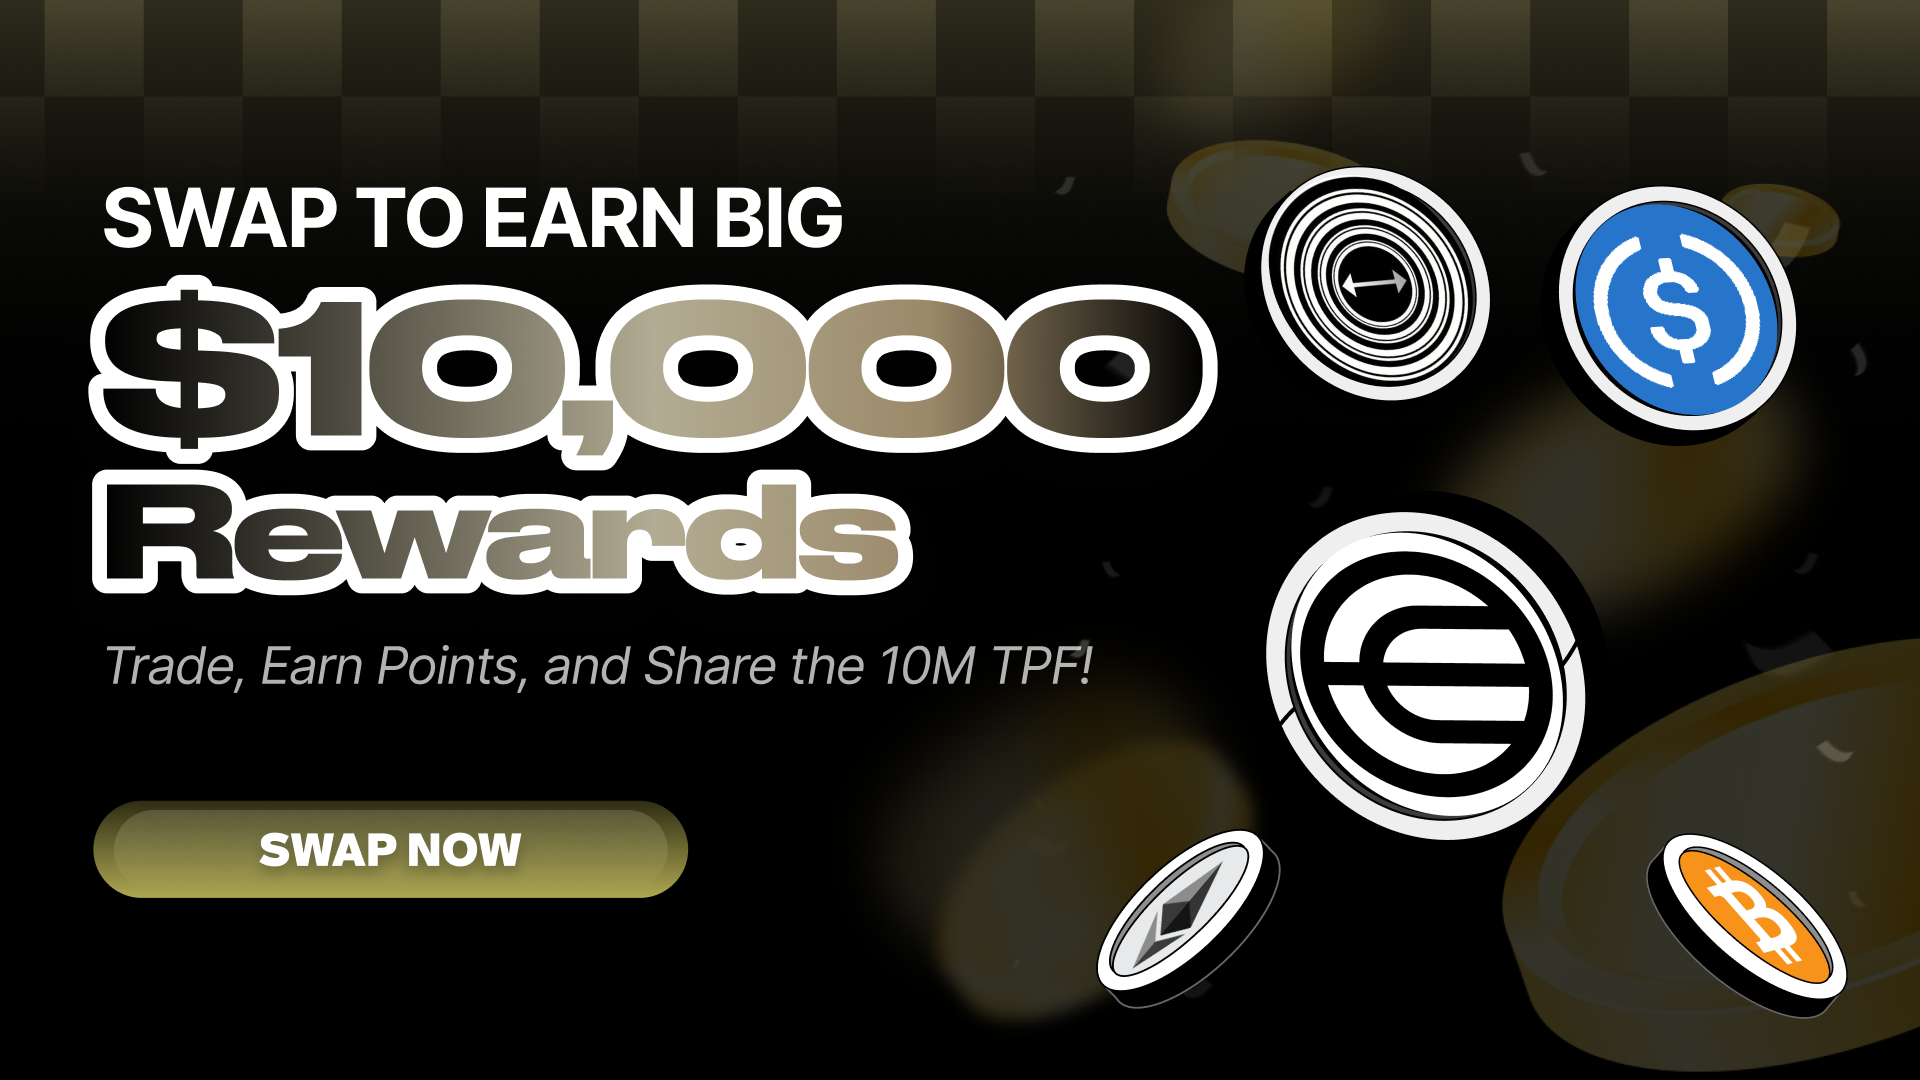 SWAP TO EARN BIG
$10,000
Rewards
Trade, Earn Points, and Share the 10M TPF!
SWAP NOW